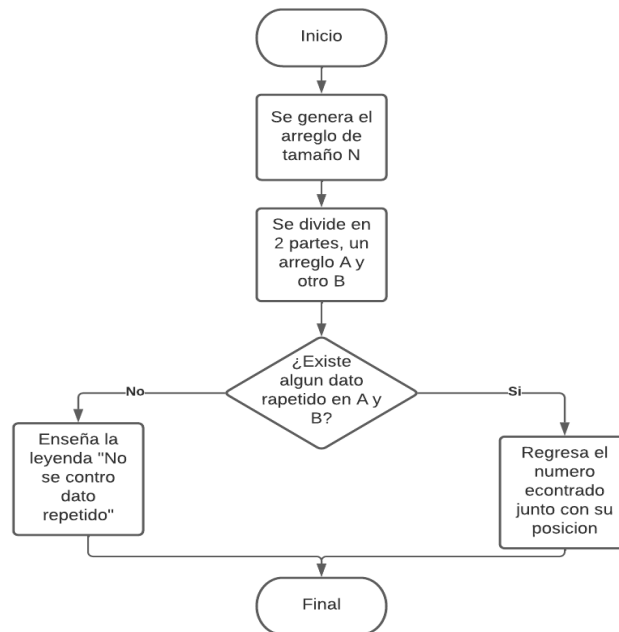 Inicio
Se genera el
arreglo de
tamaño N
Se divide en
2 partes, un
arreglo A y
otro B
¿Existe
algun dato
rapetido en A y
B?
No
Si
Enseña la
leyenda "No
se contro
dato
repetido"
Regresa el
numero
econtrado
junto con su
posicion
Final